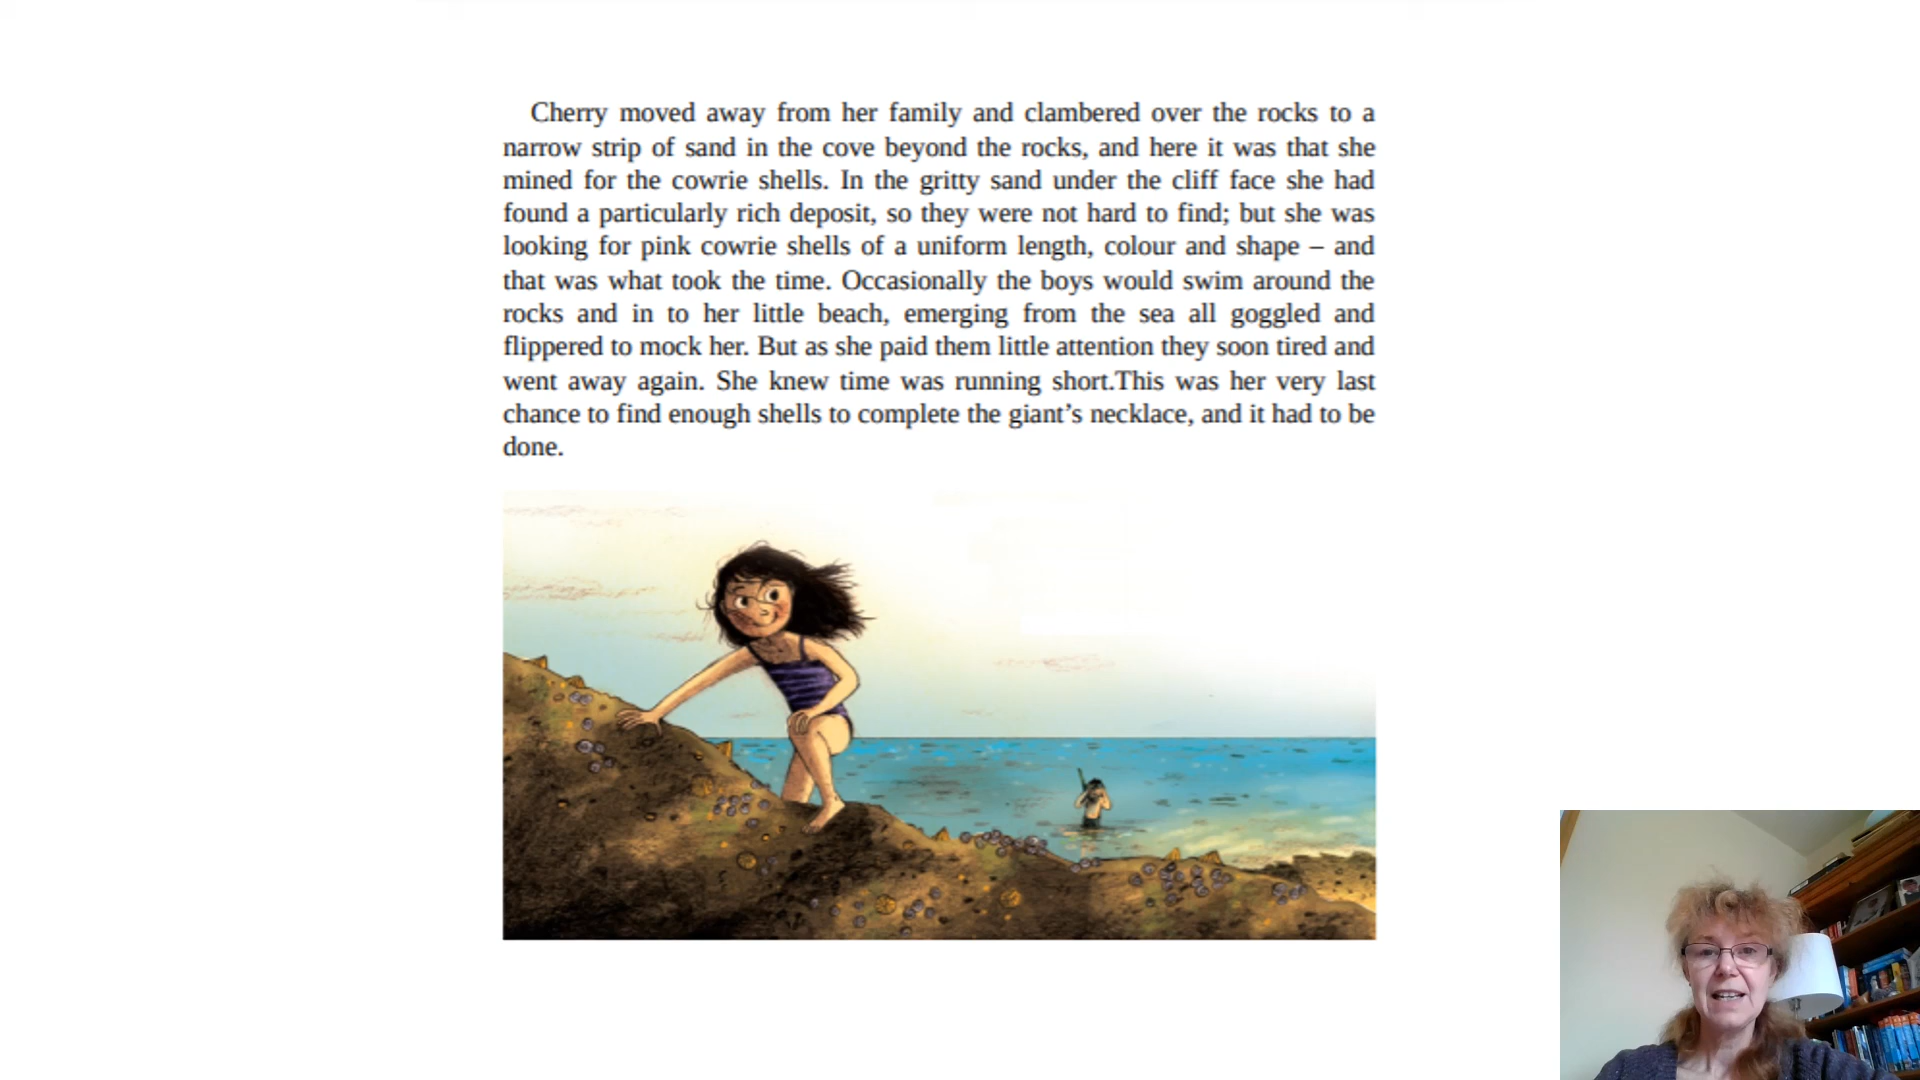 Cherry moved away from her family and clambered over the rocks to a
narrow strip of sand in the cove beyond the rocks, and here it was that she
mined for the cowrie shells. In the gritty sand under the cliff face she had
found a particularly rich deposit, so they were not hard to find; but she was
looking for pink cowrie shells of a uniform length, colour and shape – and
that was what took the time. Occasionally the boys would swim around the
rocks and in to her little beach, emerging from the sea all goggled and
flippered to mock her. But as she paid them little attention they soon tired and
went away again. She knew time was running short.This was her very last
chance to find enough shells to complete the giant’s necklace, and it had to be
done.